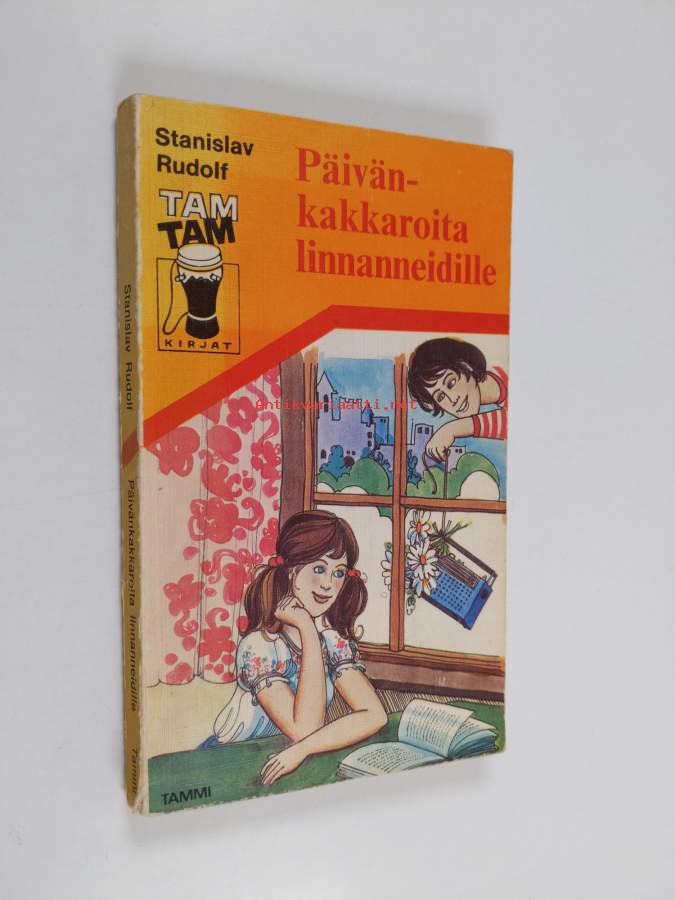 Stanislav
Rudolf
TAM
TAM
KIRJAT
Päivän-
kakkaroita
linnanneidille
antikvariaatti.net
TAMMI
Stanislav Rudolf Päivänkakkaroita linnanneidille Tammi